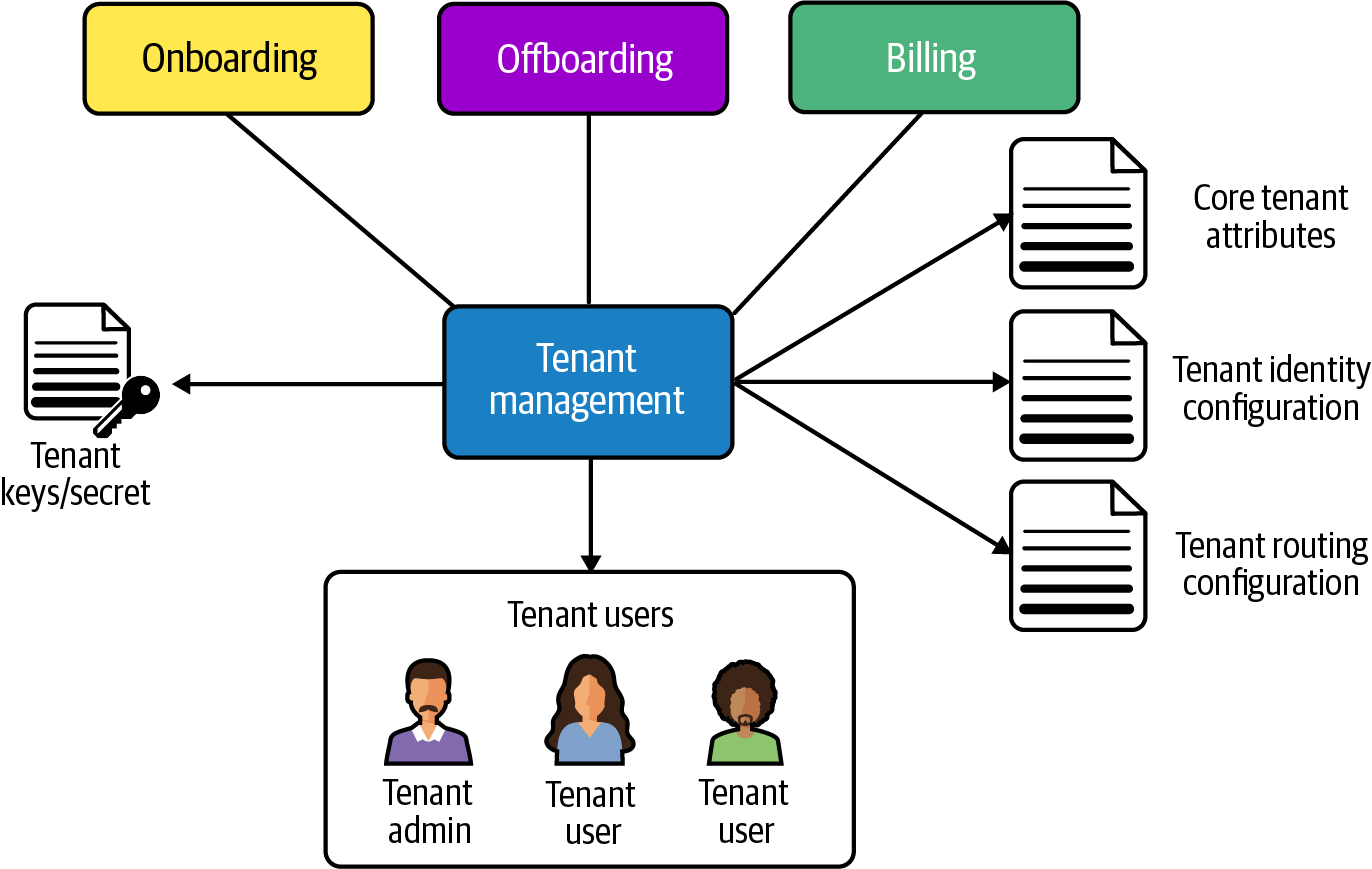 Onboarding
Offboarding
Billing
Core tenant
attributes
Tenant
management
Tenant identity
configuration
Tenant
keys/secret
Tenant routing
configuration
Tenant users
Tenant
admin
Tenant
user
Tenant
user